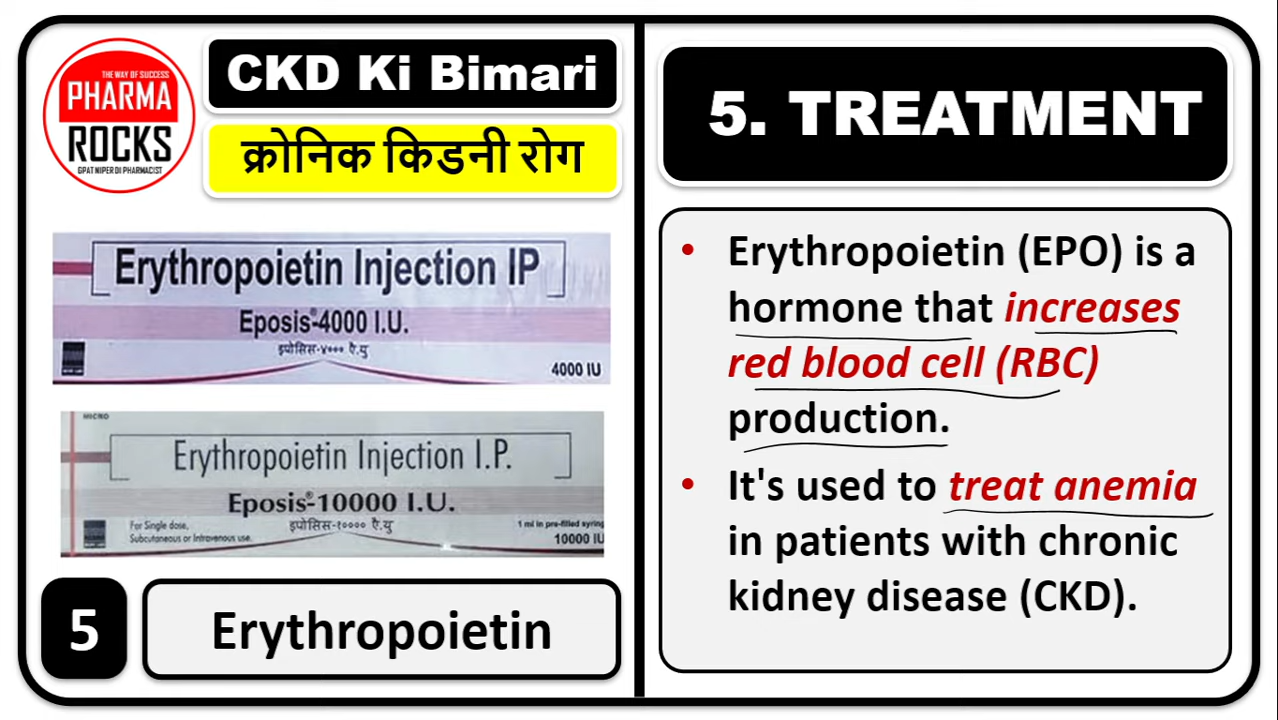 THE WAY OF SUCCESS
PHARMA
ROCKS
GPAT NIPER DI PHARMACIST
CKD Ki Bimari
क्रोनिक किडनी रोग
Erythropoietin Injection IP
Eposis®-4000 I.U.
इपोसिस-४००० ऐ.यु
4000 IU
MICRO
Erythropoietin Injection I.P.
Eposis®-10000 I.U.
इपोसिस-१०००० ऐ.यु
For Single dose,
Subcutaneous or Intravenous use.
1 ml in pre-filled syring
10000 IU
5
Erythropoietin
5. TREATMENT
• Erythropoietin (EPO) is a
hormone that increases
red blood cell (RBC)
production.
• It's used to treat anemia
in patients with chronic
kidney disease (CKD).